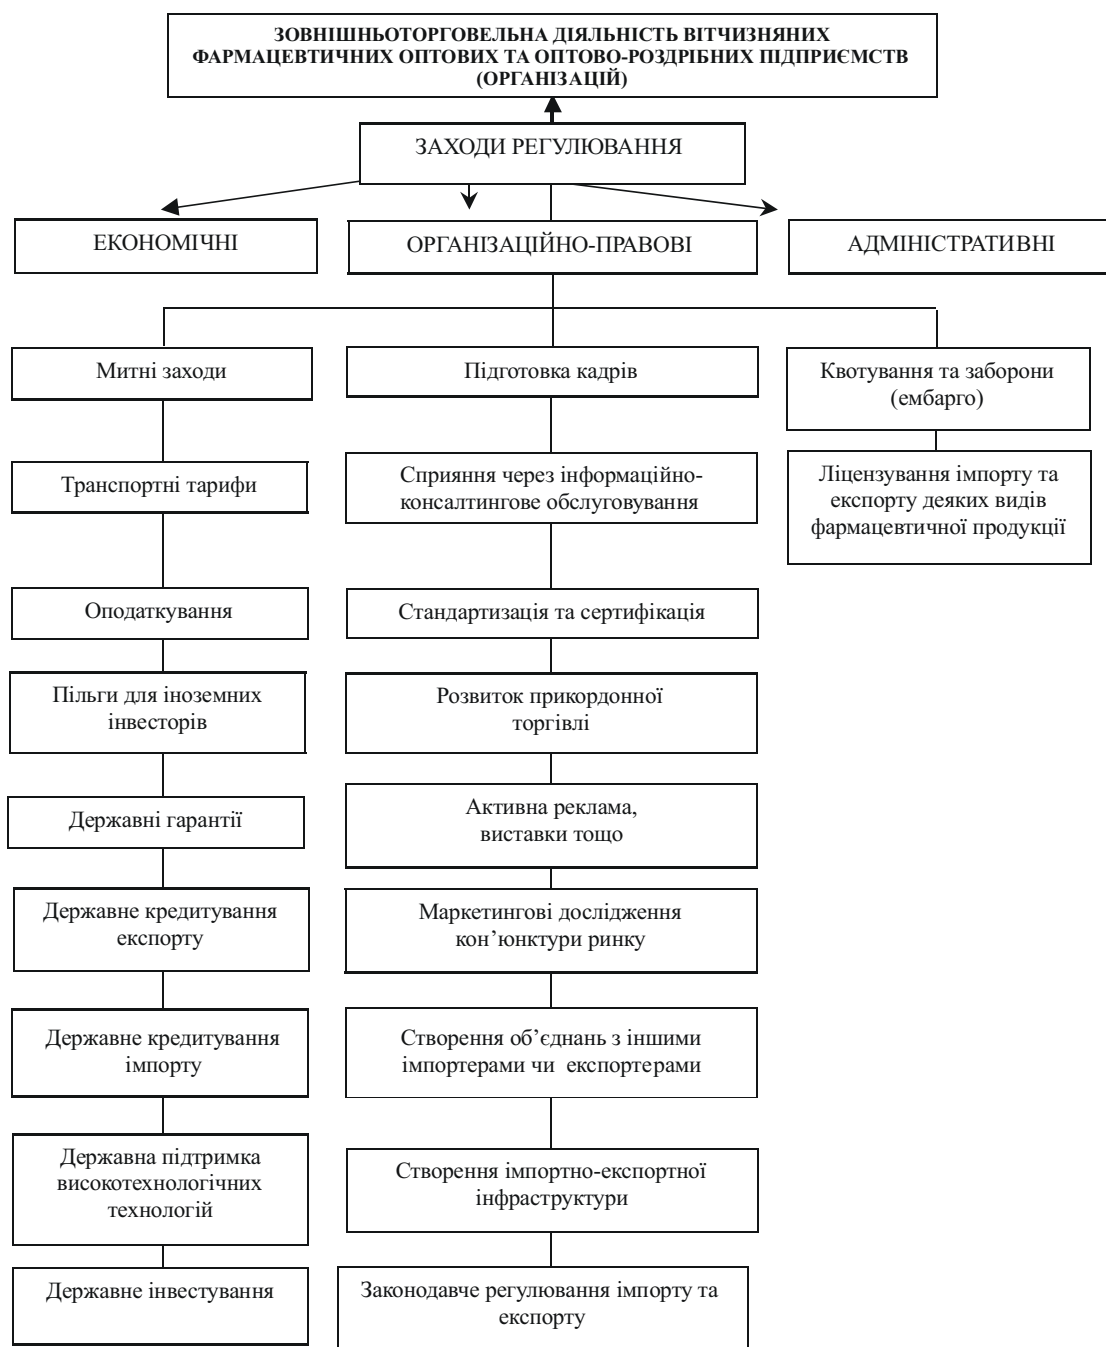 ЗОВНІШНЬОТОРГОВЕЛЬНА ДІЯЛЬНІСТЬ ВІТЧИЗНЯНИХ
ФАРМАЦЕВТИЧНИХ ОПТОВИХ ТА ОПТОВО-РОЗДРІБНИХ ПІДПРИЄМСТВ
(ОРГАНІЗАЦІЙ)
ЗАХОДИ РЕГУЛЮВАННЯ
ЕКОНОМІЧНІ
ОРГАНІЗАЦІЙНО-ПРАВОВІ
АДМІНІСТРАТИВНІ
Митні заходи
Транспортні тарифи
Оподаткування
Пільги для іноземних
інвесторів
Державні гарантії
Державне кредитування
експорту
Державне кредитування
імпорту
Державна підтримка
високотехнологічних
технологій
Державне інвестування
Підготовка кадрів
Сприяння через інформаційно-
консалтингове обслуговування
Стандартизація та сертифікація
Розвиток прикордонної
торгівлі
Активна реклама,
виставки тощо
Маркетингові дослідження
кон’юнктури ринку
Створення об’єднань з іншими
імпортерами чи експортерами
Створення імпортно-експортної
інфраструктури
Законодавче регулювання імпорту та
експорту
Квотування та заборони
(ембарго)
Ліцензування імпорту та
експорту деяких видів
фармацевтичної продукції